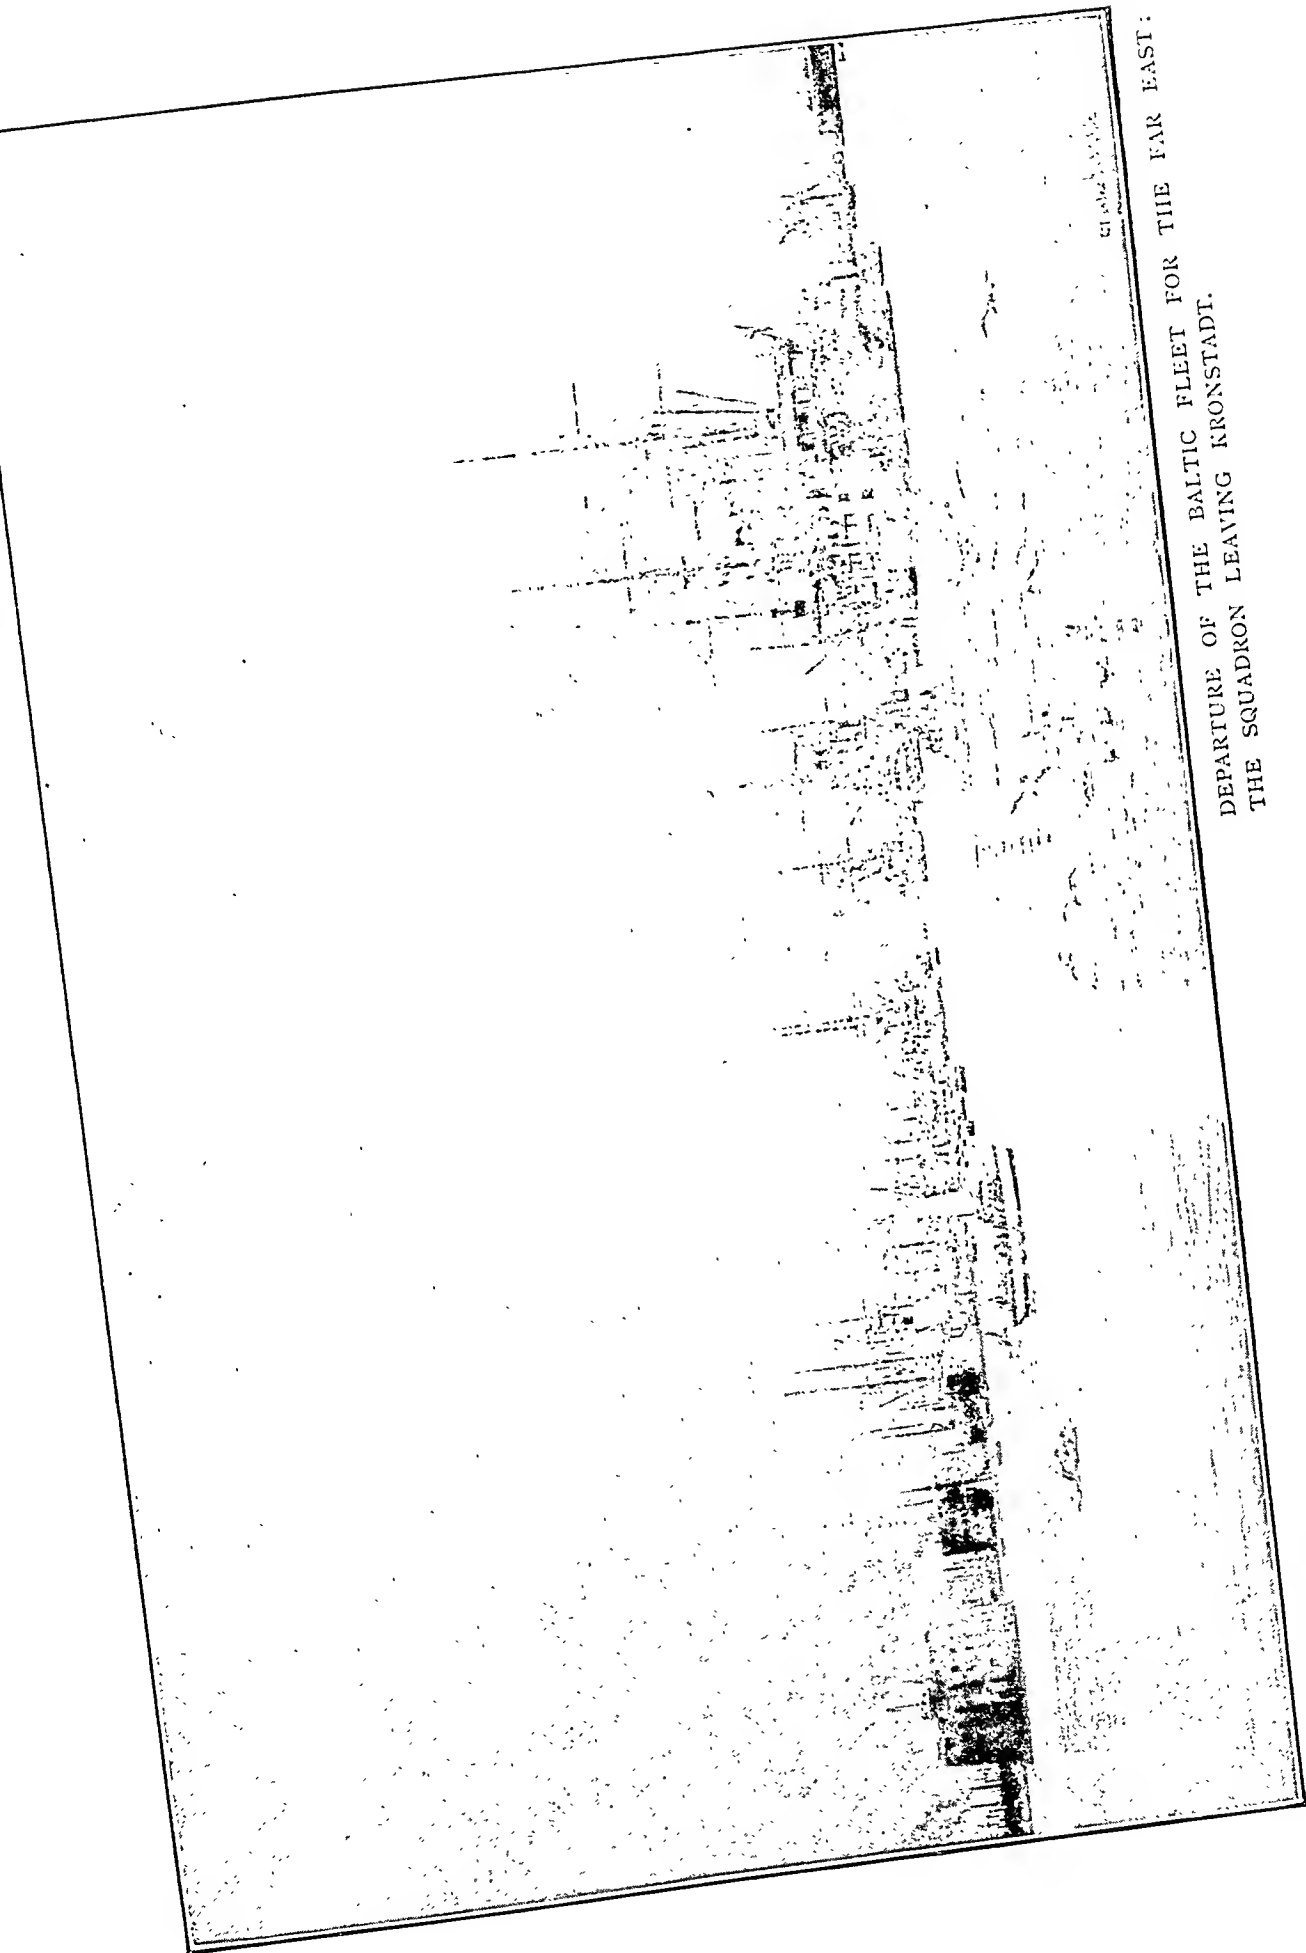 DEPARTURE OF THE BALTIC FLEET FOR THE FAR EAST:
THE SQUADRON LEAVING KRONSTADT.